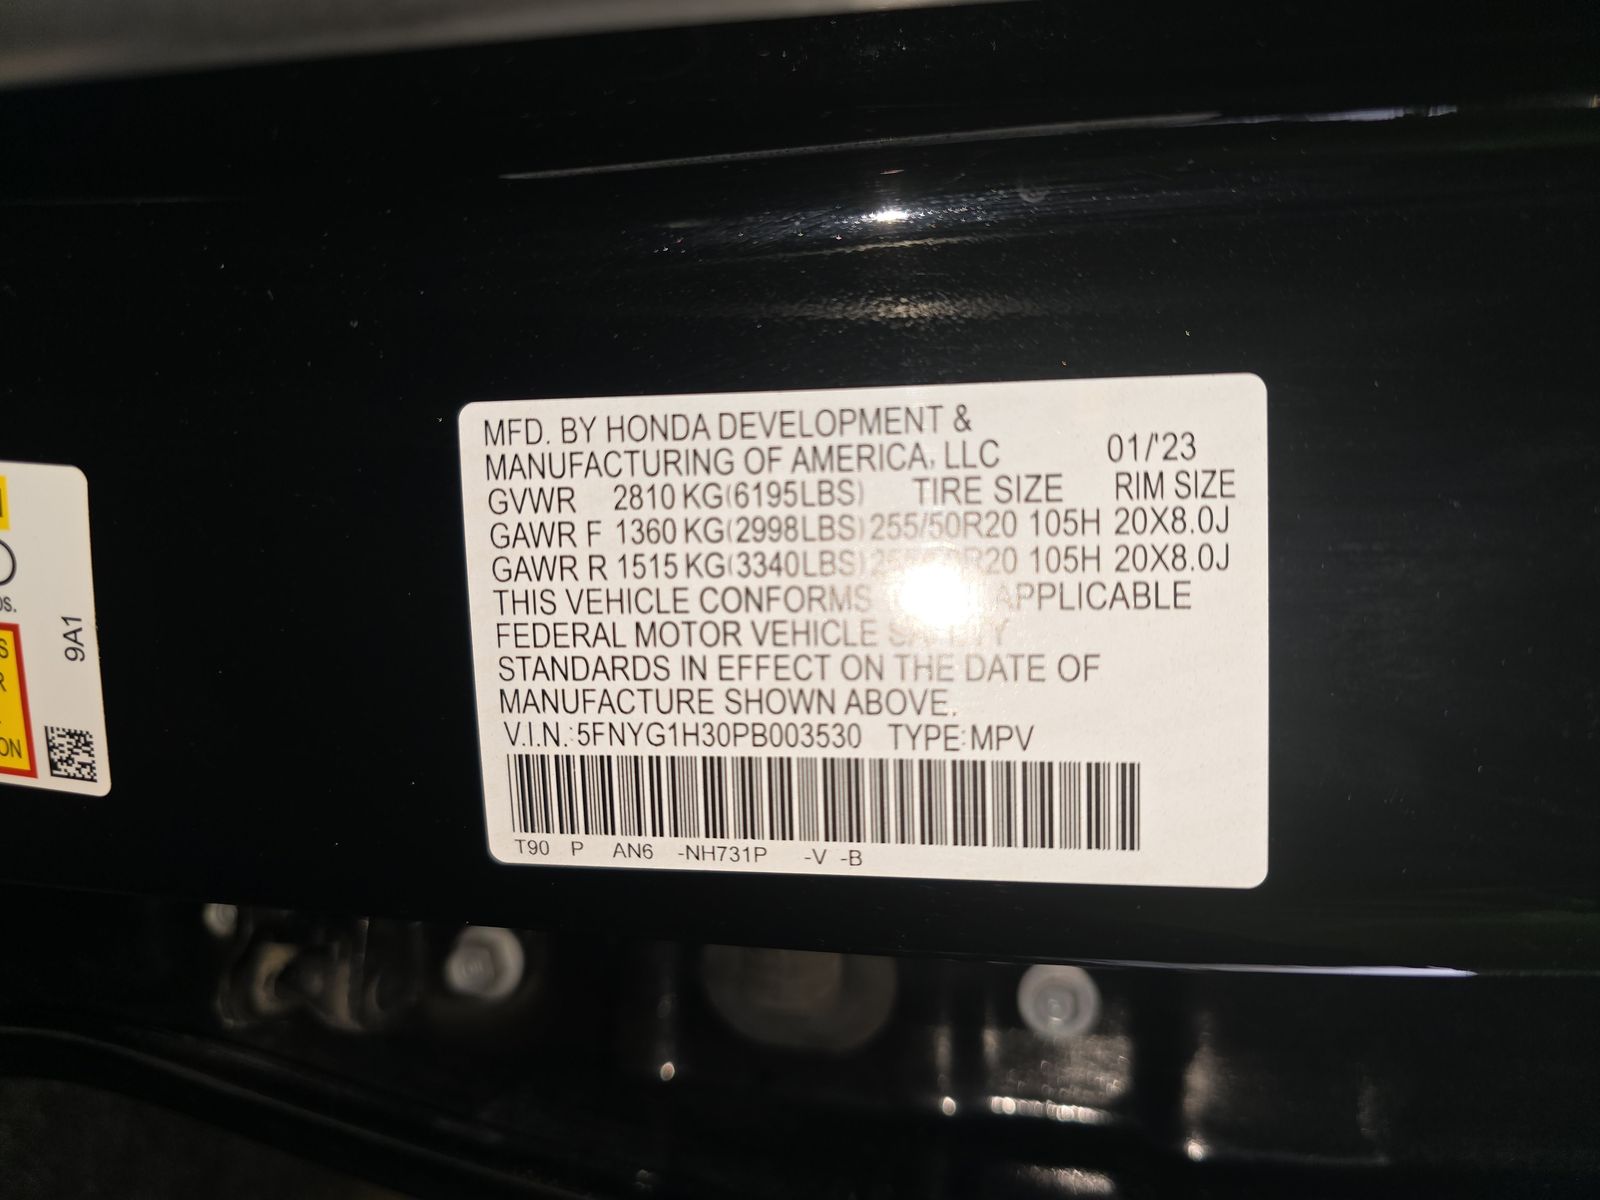 MFD. BY HONDA DEVELOPMENT &
MANUFACTURING OF AMERICA, LLC 01/'23
GVWR 2810 KG(6195LBS) TIRE SIZE RIM SIZE
GAWR F 1360 KG(2998LBS) 255/50R20 105H 20X8.0J
GAWR R 1515 KG(3340LBS) 105H 20X8.0J
THIS VEHICLE CONFORMS APPLICABLE
FEDERAL MOTOR VEHICLE SAFETY
STANDARDS IN EFFECT ON THE DATE OF
MANUFACTURE SHOWN ABOVE.
V.I.N.:5FNYG1H30PB003530 TYPE:MPV
T90 P AN6 -NH731P -V -B
9A1